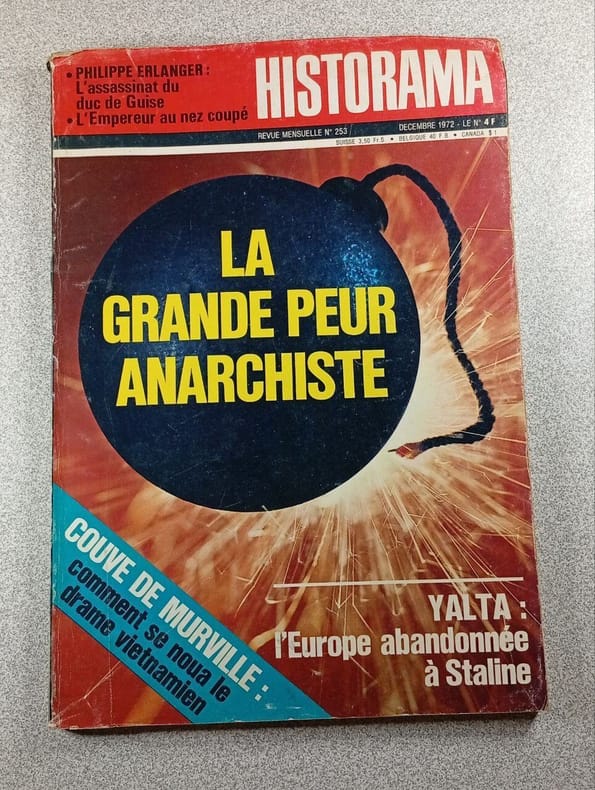 • PHILIPPE ERLANGER :
L'assassinat du
duc de Guise
• L'Empereur au nez coupé
HISTORAMA
REVUE MENSUELLE N° 253
DECEMBRE 1972 - LE N° 4 F
SUISSE 3,50 Fr.S. • BELGIQUE 40 F.B. • CANADA $ 1
LA
GRANDE PEUR
ANARCHISTE
COUVE DE MURVILLE :
comment se noua le
drame vietnamien
YALTA :
l'Europe abandonnée
à Staline